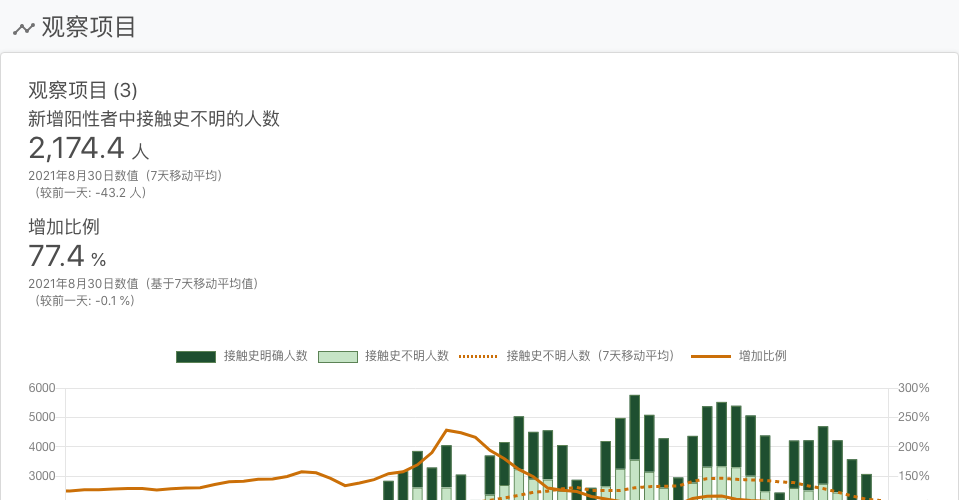 观察项目
观察项目 (3)
新增阳性者中接触史不明的人数
2,174.4 人
2021年8月30日数值（7天移动平均）
（较前一天: -43.2 人）
增加比例
77.4 %
2021年8月30日数值（基于7天移动平均值）
（较前一天: -0.1 %）
接触史明确人数 接触史不明人数 接触史不明人数（7天移动平均） 增加比例
6000 300%
5000 250%
4000 200%
3000 150%